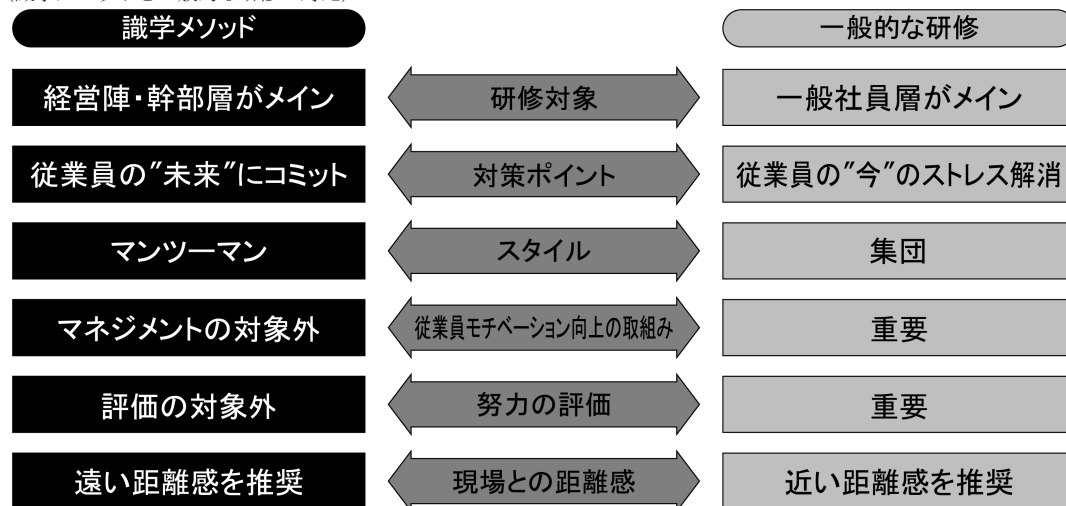 識学メソッド 一般的な研修
経営陣・幹部層がメイン 研修対象 一般社員層がメイン
従業員の"未来"にコミット 対策ポイント 従業員の"今"のストレス解消
マンツーマン スタイル 集団
マネジメントの対象外 従業員モチベーション向上の取組み 重要
評価の対象外 努力の評価 重要
遠い距離感を推奨 現場との距離感 近い距離感を推奨